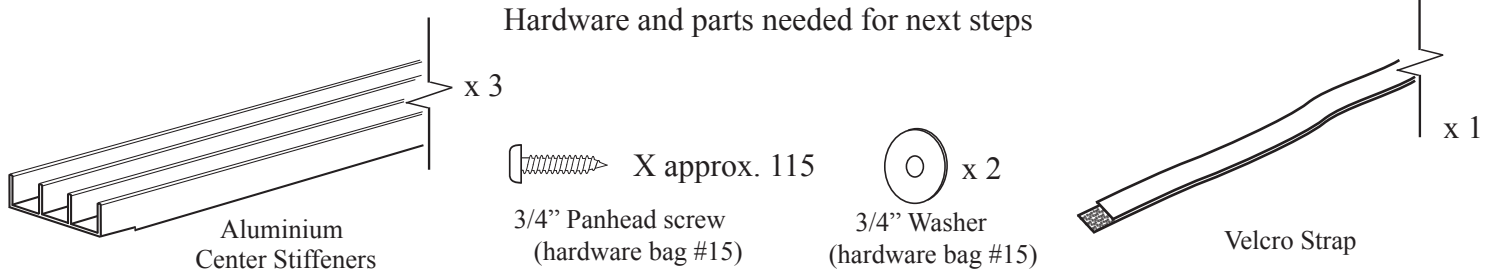 Hardware and parts needed for next steps
x 3
X approx. 115
x 2
x 1
Aluminium
Center Stiffeners
3/4” Panhead screw
(hardware bag #15)
3/4” Washer
(hardware bag #15)
Velcro Strap